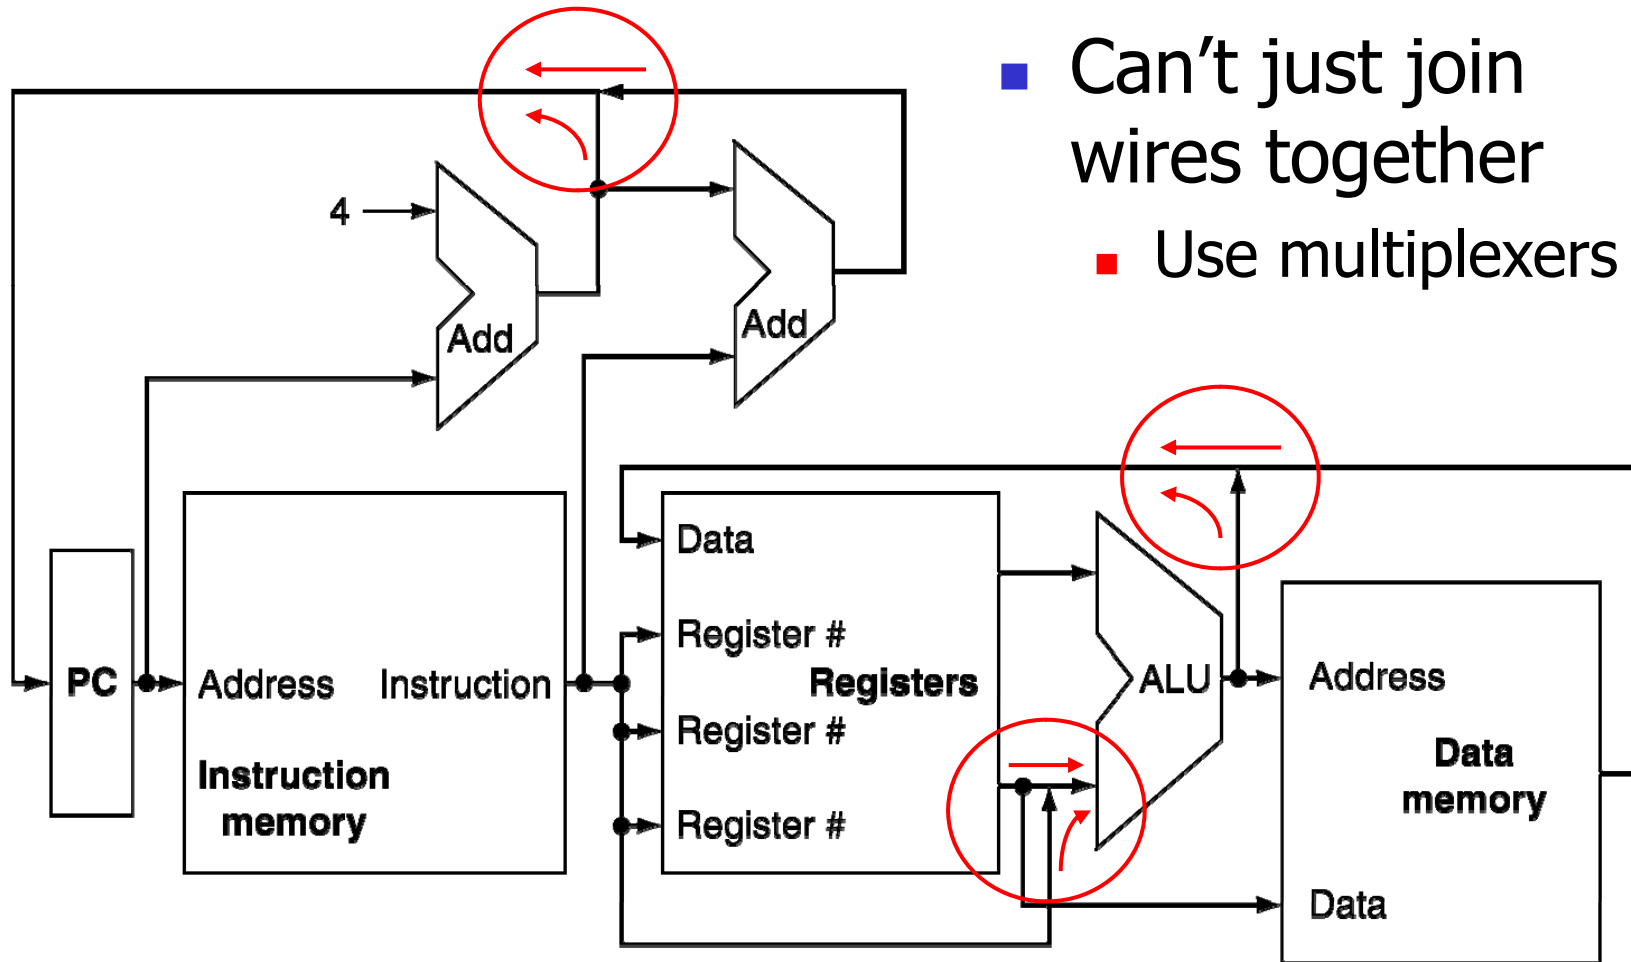 Can't just join
wires together
Use multiplexers
4
Add
Add
Data
Register #
PC
Address
Instruction
Registers
ALU
Address
Register #
Instruction
memory
Data
memory
Register #
Data